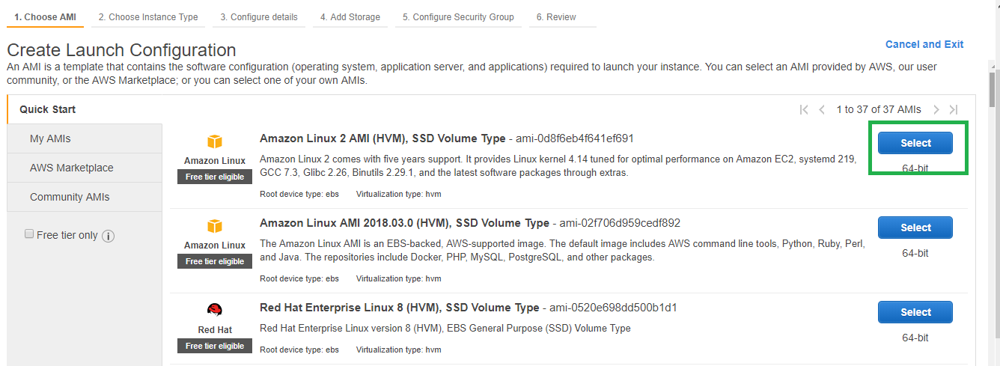 1. Choose AMI 2. Choose Instance Type 3. Configure details 4. Add Storage 5. Configure Security Group 6. Review
Create Launch Configuration
Cancel and Exit
An AMI is a template that contains the software configuration (operating system, application server, and applications) required to launch your instance. You can select an AMI provided by AWS, our user
community, or the AWS Marketplace; or you can select one of your own AMIs.
Quick Start
My AMIs
AWS Marketplace
Community AMIs
Free tier only
1 to 37 of 37 AMIs
Amazon Linux
Free tier eligible
Amazon Linux 2 AMI (HVM), SSD Volume Type - ami-0d8f6eb4f641ef691
Amazon Linux 2 comes with five years support. It provides Linux kernel 4.14 tuned for optimal performance on Amazon EC2, systemd 219,
GCC 7.3, Glibc 2.26, Binutils 2.29.1, and the latest software packages through extras.
Root device type: ebs Virtualization type: hvm
Select
64-bit
Amazon Linux
Free tier eligible
Amazon Linux AMI 2018.03.0 (HVM), SSD Volume Type - ami-02f706d959cedf892
The Amazon Linux AMI is an EBS-backed, AWS-supported image. The default image includes AWS command line tools, Python, Ruby, Perl,
and Java. The repositories include Docker, PHP, MySQL, PostgreSQL, and other packages.
Root device type: ebs Virtualization type: hvm
Select
64-bit
Red Hat
Free tier eligible
Red Hat Enterprise Linux 8 (HVM), SSD Volume Type - ami-0520e698dd500b1d1
Red Hat Enterprise Linux version 8 (HVM), EBS General Purpose (SSD) Volume Type
Root device type: ebs Virtualization type: hvm
Select
64-bit